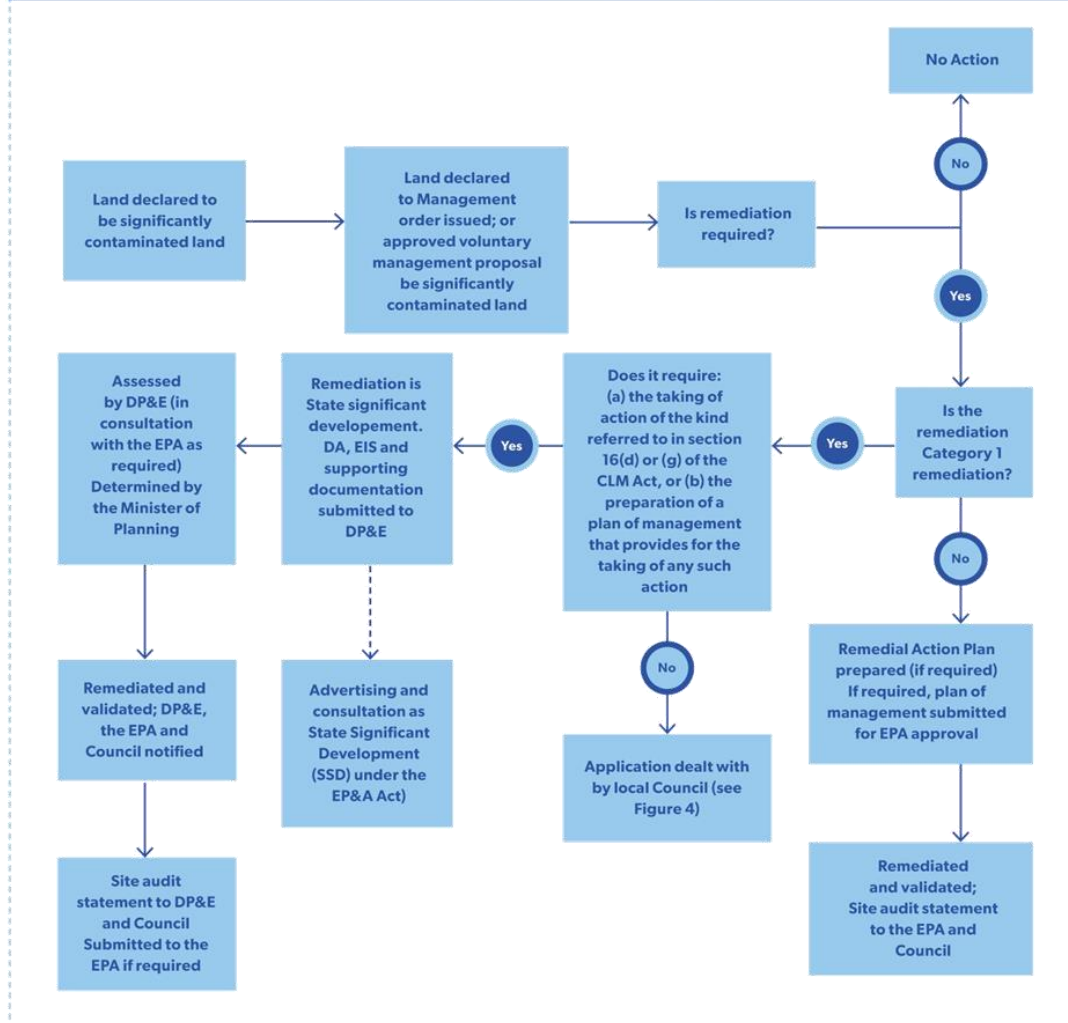 No Action
No
Land declared to
be significantly
contaminated land
Land declared
to Management
order issued; or
approved voluntary
management proposal
be significantly
contaminated land
Is remediation
required?
Yes
Is the
remediation
Category 1
remediation?
Yes
Does it require:
(a) the taking of
action of the kind
referred to in section
16(d) or (g) of the
CLM Act, or (b) the
preparation of a
plan of management
that provides for the
taking of any such
action
Yes
Remediation is
State significant
developement.
DA, EIS and
supporting
documentation
submitted to
DP&E
Assessed
by DP&E (in
consultation
with the EPA as
required)
Determined by
the Minister of
Planning
No
Remedial Action Plan
prepared (if required)
If required, plan of
management submitted
for EPA approval
No
Application dealt with
by local Council (see
Figure 4)
Advertising and
consultation as
State Significant
Development
(SSD) under the
EP&A Act)
Remediated and
validated; DP&E,
the EPA and
Council notified
Site audit
statement to DP&E
and Council
Submitted to the
EPA if required
Remediated
and validated;
Site audit statement
to the EPA and
Council